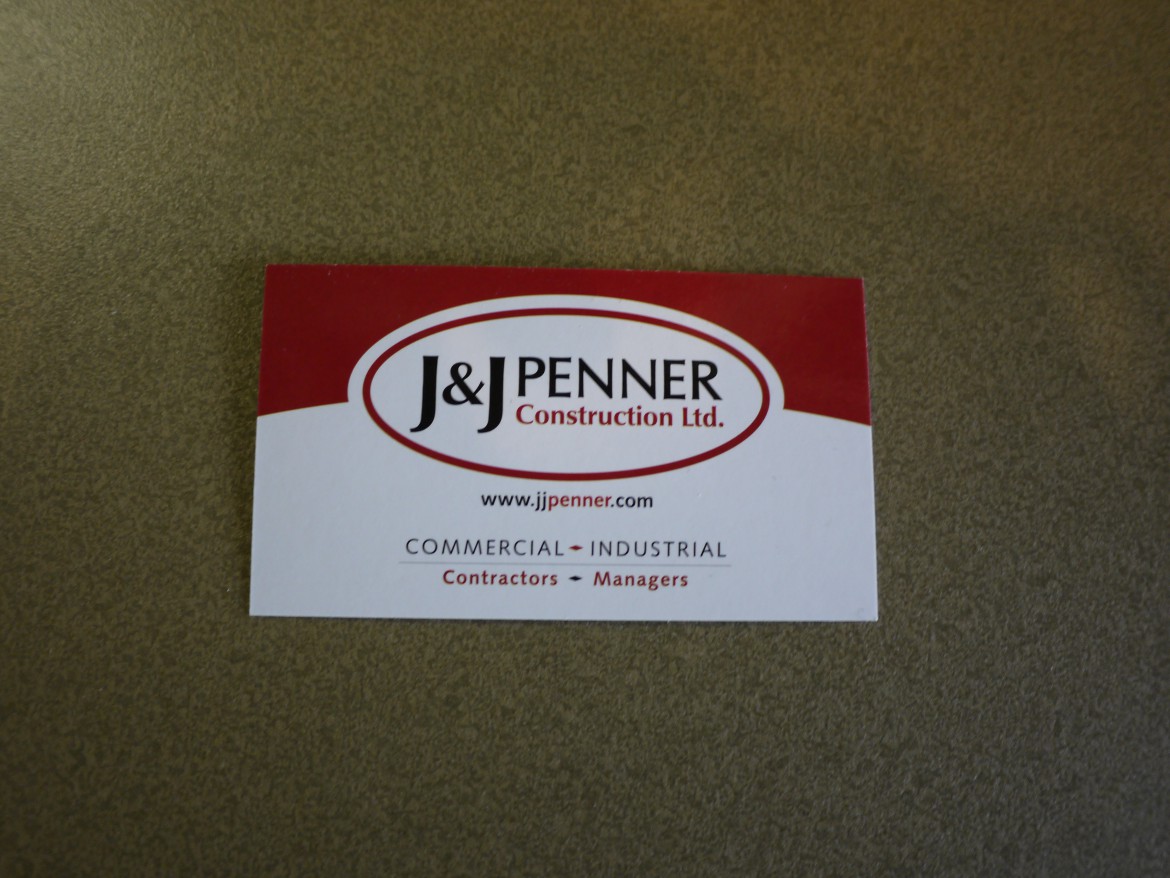 J&J PENNER
Construction Ltd.
www.jjpenner.com
COMMERCIAL ♦ INDUSTRIAL
Contractors ♦ Managers